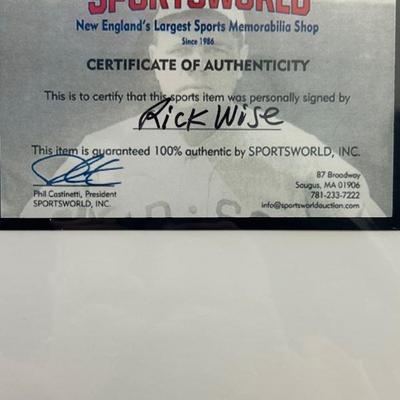 SPORTSWORLD
New England's Largest Sports Memorabilia Shop
Since 1986
CERTIFICATE OF AUTHENTICITY
This is to certify that this sports item was personally signed by
Rick Wise
This item is guaranteed 100% authentic by SPORTSWORLD, INC.
Phil Castinetti, President
SPORTSWORLD, INC.
87 Broadway
Saugus, MA 01906
781-233-7222
info@sportsworldauction.com